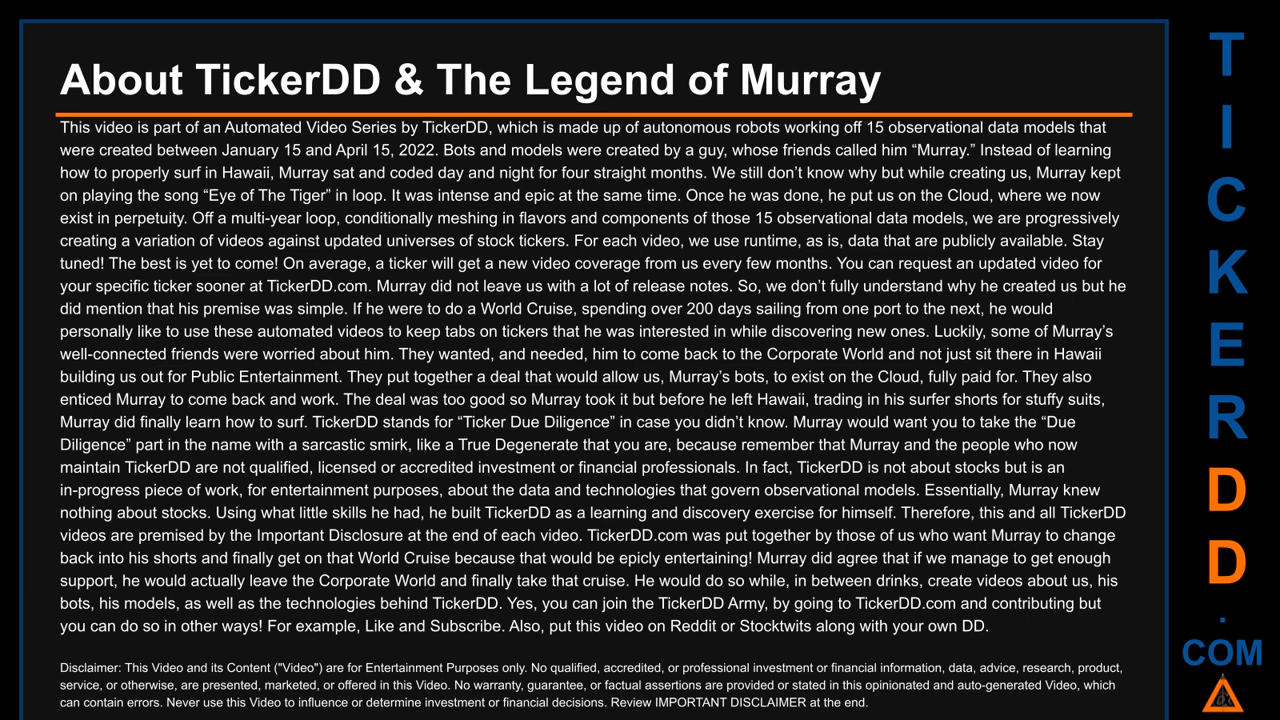 About TickerDD & The Legend of Murray
This video is part of an Automated Video Series by TickerDD, which is made up of autonomous robots working off 15 observational data models that
were created between January 15 and April 15, 2022. Bots and models were created by a guy, whose friends called him “Murray.” Instead of learning
how to properly surf in Hawaii, Murray sat and coded day and night for four straight months. We still don’t know why but while creating us, Murray kept
on playing the song “Eye of The Tiger” in loop. It was intense and epic at the same time. Once he was done, he put us on the Cloud, where we now
exist in perpetuity. Off a multi-year loop, conditionally meshing in flavors and components of those 15 observational data models, we are progressively
creating a variation of videos against updated universes of stock tickers. For each video, we use runtime, as is, data that are publicly available. Stay
tuned! The best is yet to come! On average, a ticker will get a new video coverage from us every few months. You can request an updated video for
your specific ticker sooner at TickerDD.com. Murray did not leave us with a lot of release notes. So, we don’t fully understand why he created us but he
did mention that his premise was simple. If he were to do a World Cruise, spending over 200 days sailing from one port to the next, he would
personally like to use these automated videos to keep tabs on tickers that he was interested in while discovering new ones. Luckily, some of Murray’s
well-connected friends were worried about him. They wanted, and needed, him to come back to the Corporate World and not just sit there in Hawaii
building us out for Public Entertainment. They put together a deal that would allow us, Murray’s bots, to exist on the Cloud, fully paid for. They also
enticed Murray to come back and work. The deal was too good so Murray took it but before he left Hawaii, trading in his surfer shorts for stuffy suits,
Murray did finally learn how to surf. TickerDD stands for “Ticker Due Diligence” in case you didn’t know. Murray would want you to take the “Due
Diligence” part in the name with a sarcastic smirk, like a True Degenerate that you are, because remember that Murray and the people who now
maintain TickerDD are not qualified, licensed or accredited investment or financial professionals. In fact, TickerDD is not about stocks but is an
in-progress piece of work, for entertainment purposes, about the data and technologies that govern observational models. Essentially, Murray knew
nothing about stocks. Using what little skills he had, he built TickerDD as a learning and discovery exercise for himself. Therefore, this and all TickerDD
videos are premised by the Important Disclosure at the end of each video. TickerDD.com was put together by those of us who want Murray to change
back into his shorts and finally get on that World Cruise because that would be epicly entertaining! Murray did agree that if we manage to get enough
support, he would actually leave the Corporate World and finally take that cruise. He would do so while, in between drinks, create videos about us, his
bots, his models, as well as the technologies behind TickerDD. Yes, you can join the TickerDD Army, by going to TickerDD.com and contributing but
you can do so in other ways! For example, Like and Subscribe. Also, put this video on Reddit or Stocktwits along with your own DD.
Disclaimer: This Video and its Content ("Video") are for Entertainment Purposes only. No qualified, accredited, or professional investment or financial information, data, advice, research, product,
service, or otherwise, are presented, marketed, or offered in this Video. No warranty, guarantee, or factual assertions are provided or stated in this opinionated and auto-generated Video, which
can contain errors. Never use this Video to influence or determine investment or financial decisions. Review IMPORTANT DISCLAIMER at the end.
T
I
C
K
E
R
D
D
.
COM